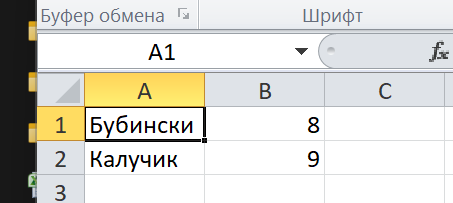 Буфер обмена Шрифт
A1 fx
A B C
1 Бубински 8
2 Калучик 9
3